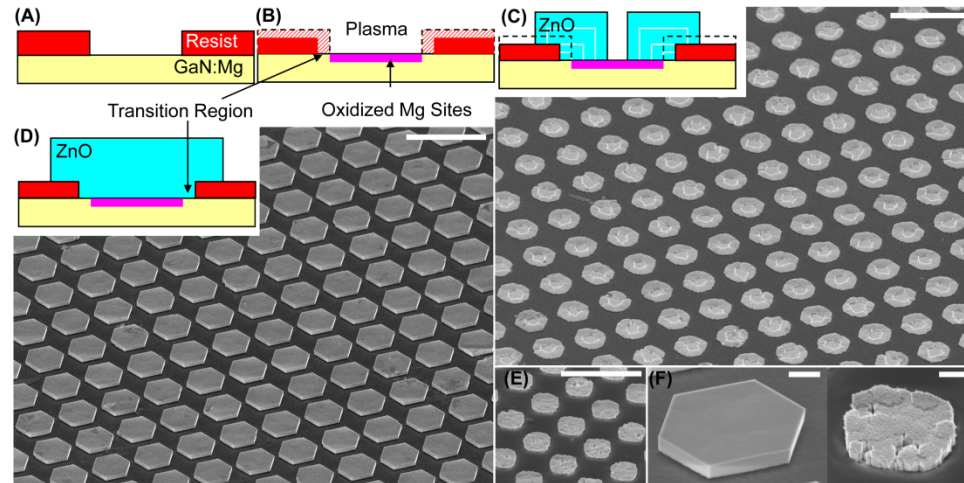 (A)
Resist
GaN:Mg
(B)
Plasma
(C)
ZnO
Transition Region
Oxidized Mg Sites
(D)
ZnO
(E)
(F)